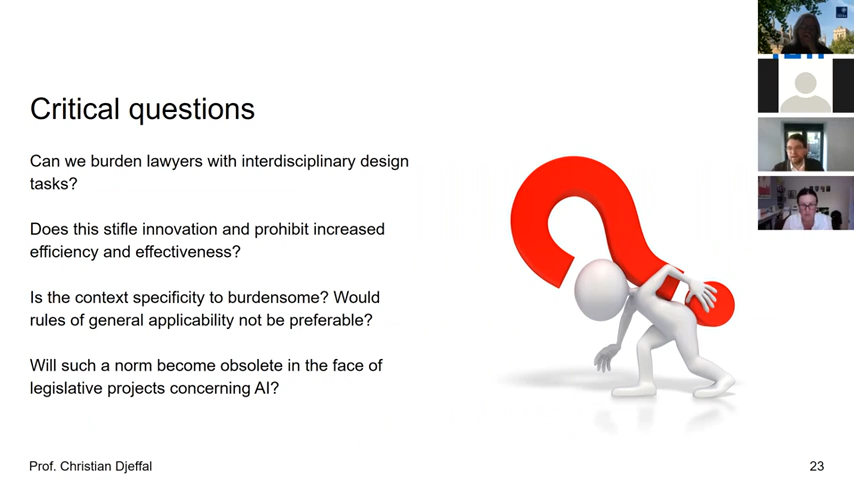 Critical questions
Can we burden lawyers with interdisciplinary design
tasks?
Does this stifle innovation and prohibit increased
efficiency and effectiveness?
Is the context specificity to burdensome? Would
rules of general applicability not be preferable?
Will such a norm become obsolete in the face of
legislative projects concerning AI?
Prof. Christian Djeffal
23